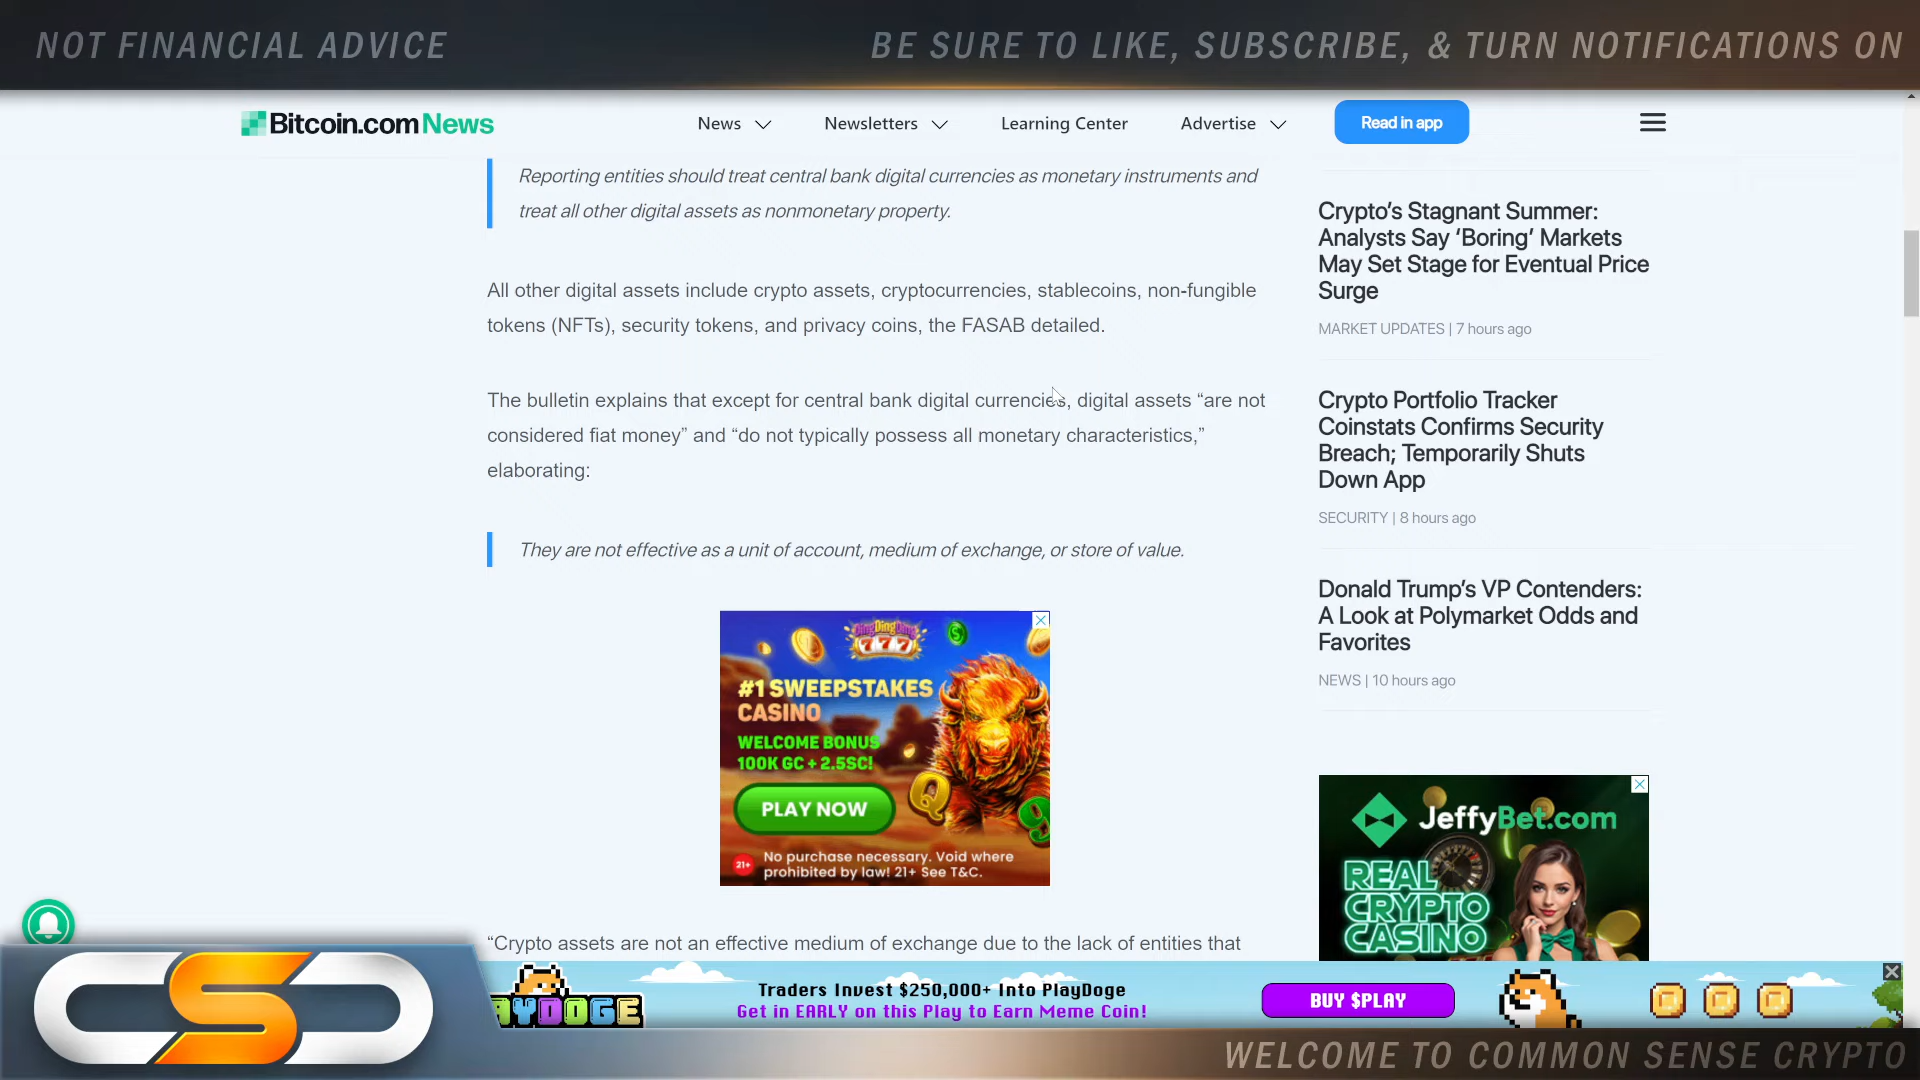 NOT FINANCIAL ADVICE
BE SURE TO LIKE, SUBSCRIBE, & TURN NOTIFICATIONS ON
Bitcoin.com News
News
Newsletters
Learning Center
Advertise
Read in app
Reporting entities should treat central bank digital currencies as monetary instruments and
treat all other digital assets as nonmonetary property.
All other digital assets include crypto assets, cryptocurrencies, stablecoins, non-fungible
tokens (NFTs), security tokens, and privacy coins, the FASAB detailed.
The bulletin explains that except for central bank digital currencies, digital assets “are not
considered fiat money” and “do not typically possess all monetary characteristics,”
elaborating:
They are not effective as a unit of account, medium of exchange, or store of value.
DingDingDing
777
#1 SWEEPSTAKES
CASINO
WELCOME BONUS
100K GC + 2.5SC!
PLAY NOW
21+
No purchase necessary. Void where
prohibited by law! 21+ See T&C.
“Crypto assets are not an effective medium of exchange due to the lack of entities that
Crypto’s Stagnant Summer:
Analysts Say ‘Boring’ Markets
May Set Stage for Eventual Price
Surge
MARKET UPDATES | 7 hours ago
Crypto Portfolio Tracker
Coinstats Confirms Security
Breach; Temporarily Shuts
Down App
SECURITY | 8 hours ago
Donald Trump’s VP Contenders:
A Look at Polymarket Odds and
Favorites
NEWS | 10 hours ago
JeffyBet.com
REAL
CRYPTO
CASINO
CSC
AYDOGE
Traders Invest $250,000+ Into PlayDoge
Get in EARLY on this Play to Earn Meme Coin!
BUY $PLAY
WELCOME TO COMMON SENSE CRYPTO